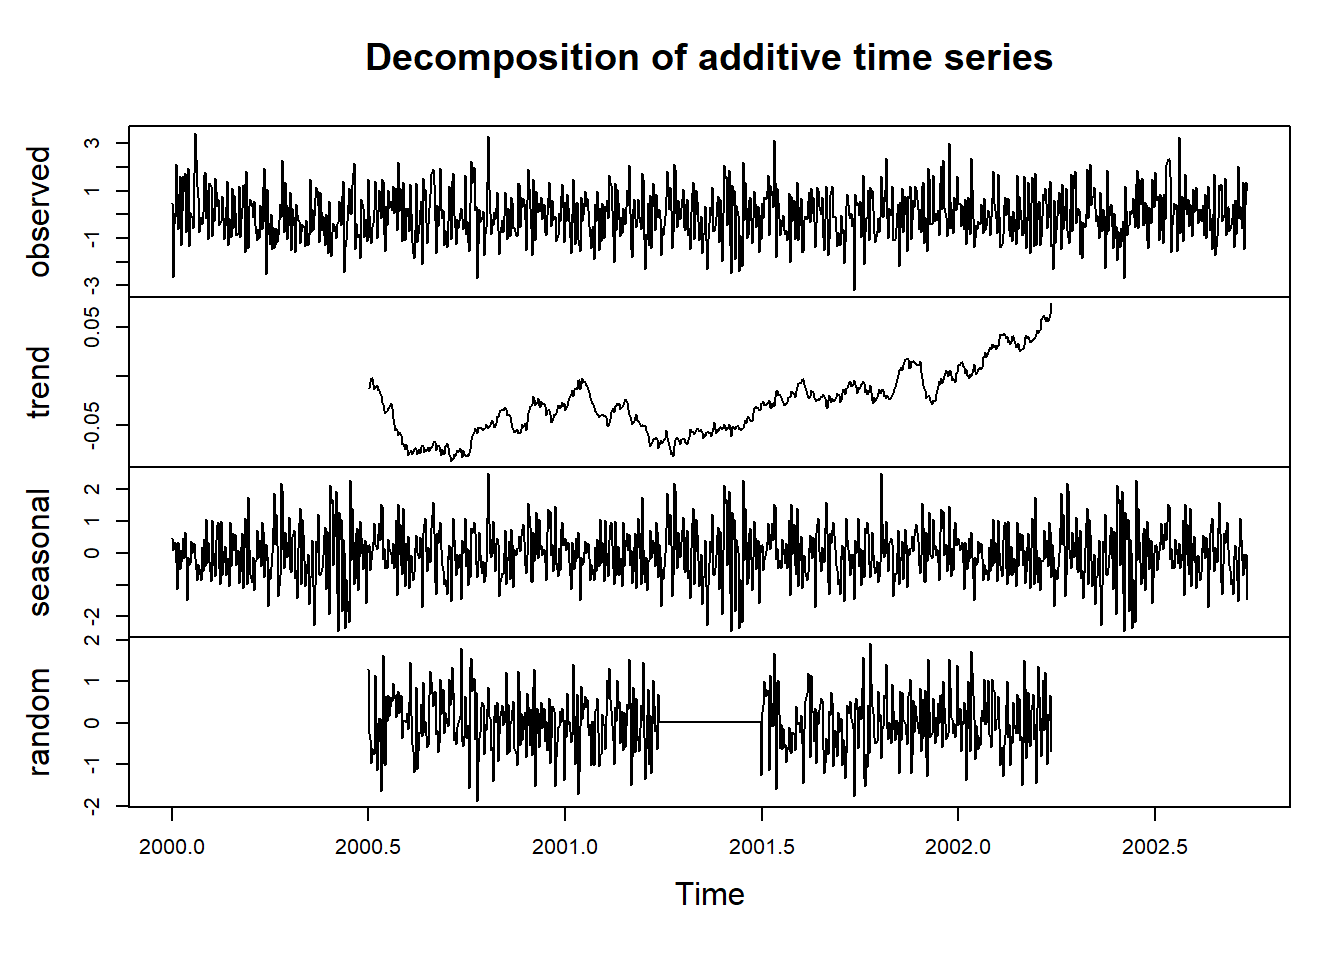 Decomposition of additive time series
observed
3
1
-1
-3
trend
0.05
-0.05
seasonal
2
1
0
-2
random
2
1
0
-1
-2
2000.0 2000.5 2001.0 2001.5 2002.0 2002.5
Time